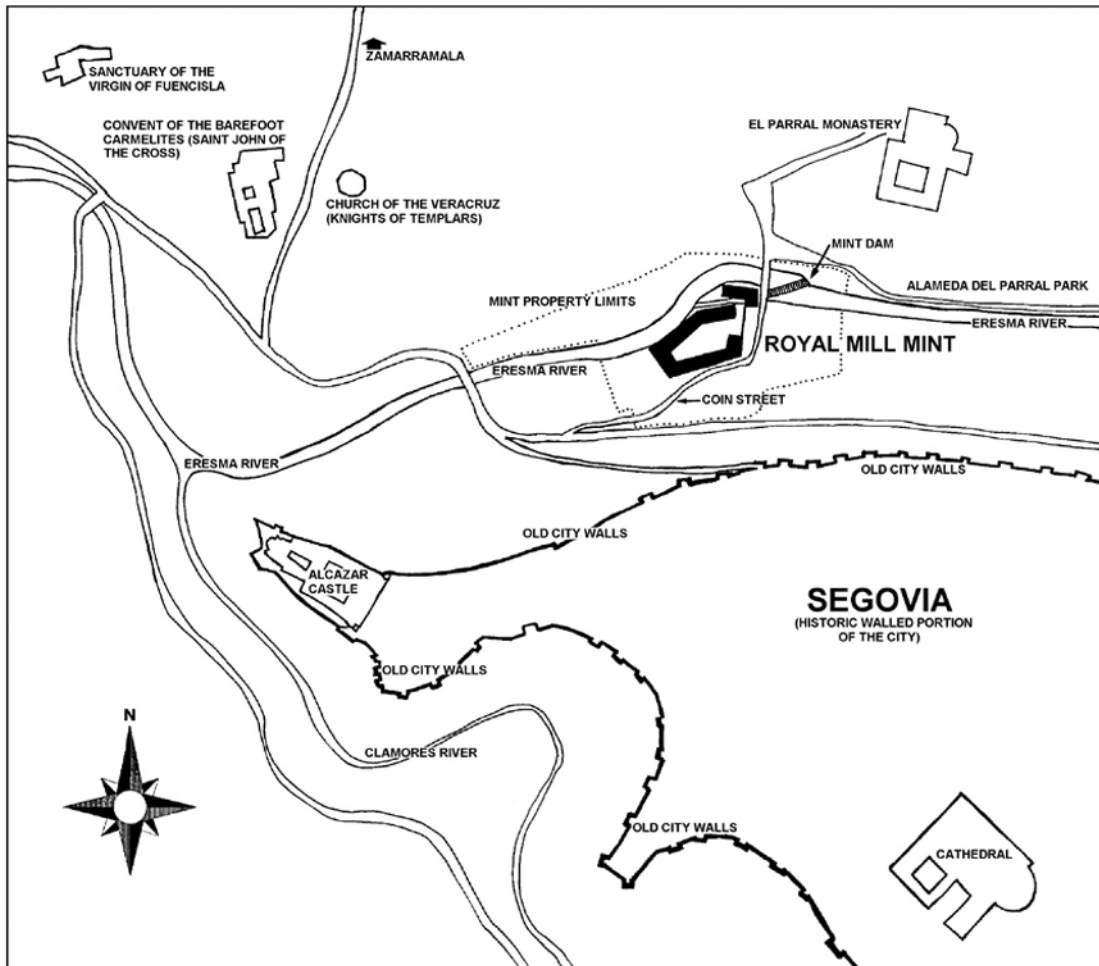 ZAMARRAMALA
SANCTUARY OF THE
VIRGIN OF FUENCISLA
CONVENT OF THE BAREFOOT
CARMELITES (SAINT JOHN OF
THE CROSS)
EL PARRAL MONASTERY
CHURCH OF THE VERACRUZ
(KNIGHTS OF TEMPLARS)
MINT DAM
MINT PROPERTY LIMITS
ALAMEDA DEL PARRAL PARK
ERESMA RIVER
ROYAL MILL MINT
ERESMA RIVER
COIN STREET
ERESMA RIVER
OLD CITY WALLS
OLD CITY WALLS
ALCAZAR
CASTLE
SEGOVIA
(HISTORIC WALLED PORTION
OF THE CITY)
OLD CITY WALLS
N
CLAMORES RIVER
OLD CITY WALLS
CATHEDRAL